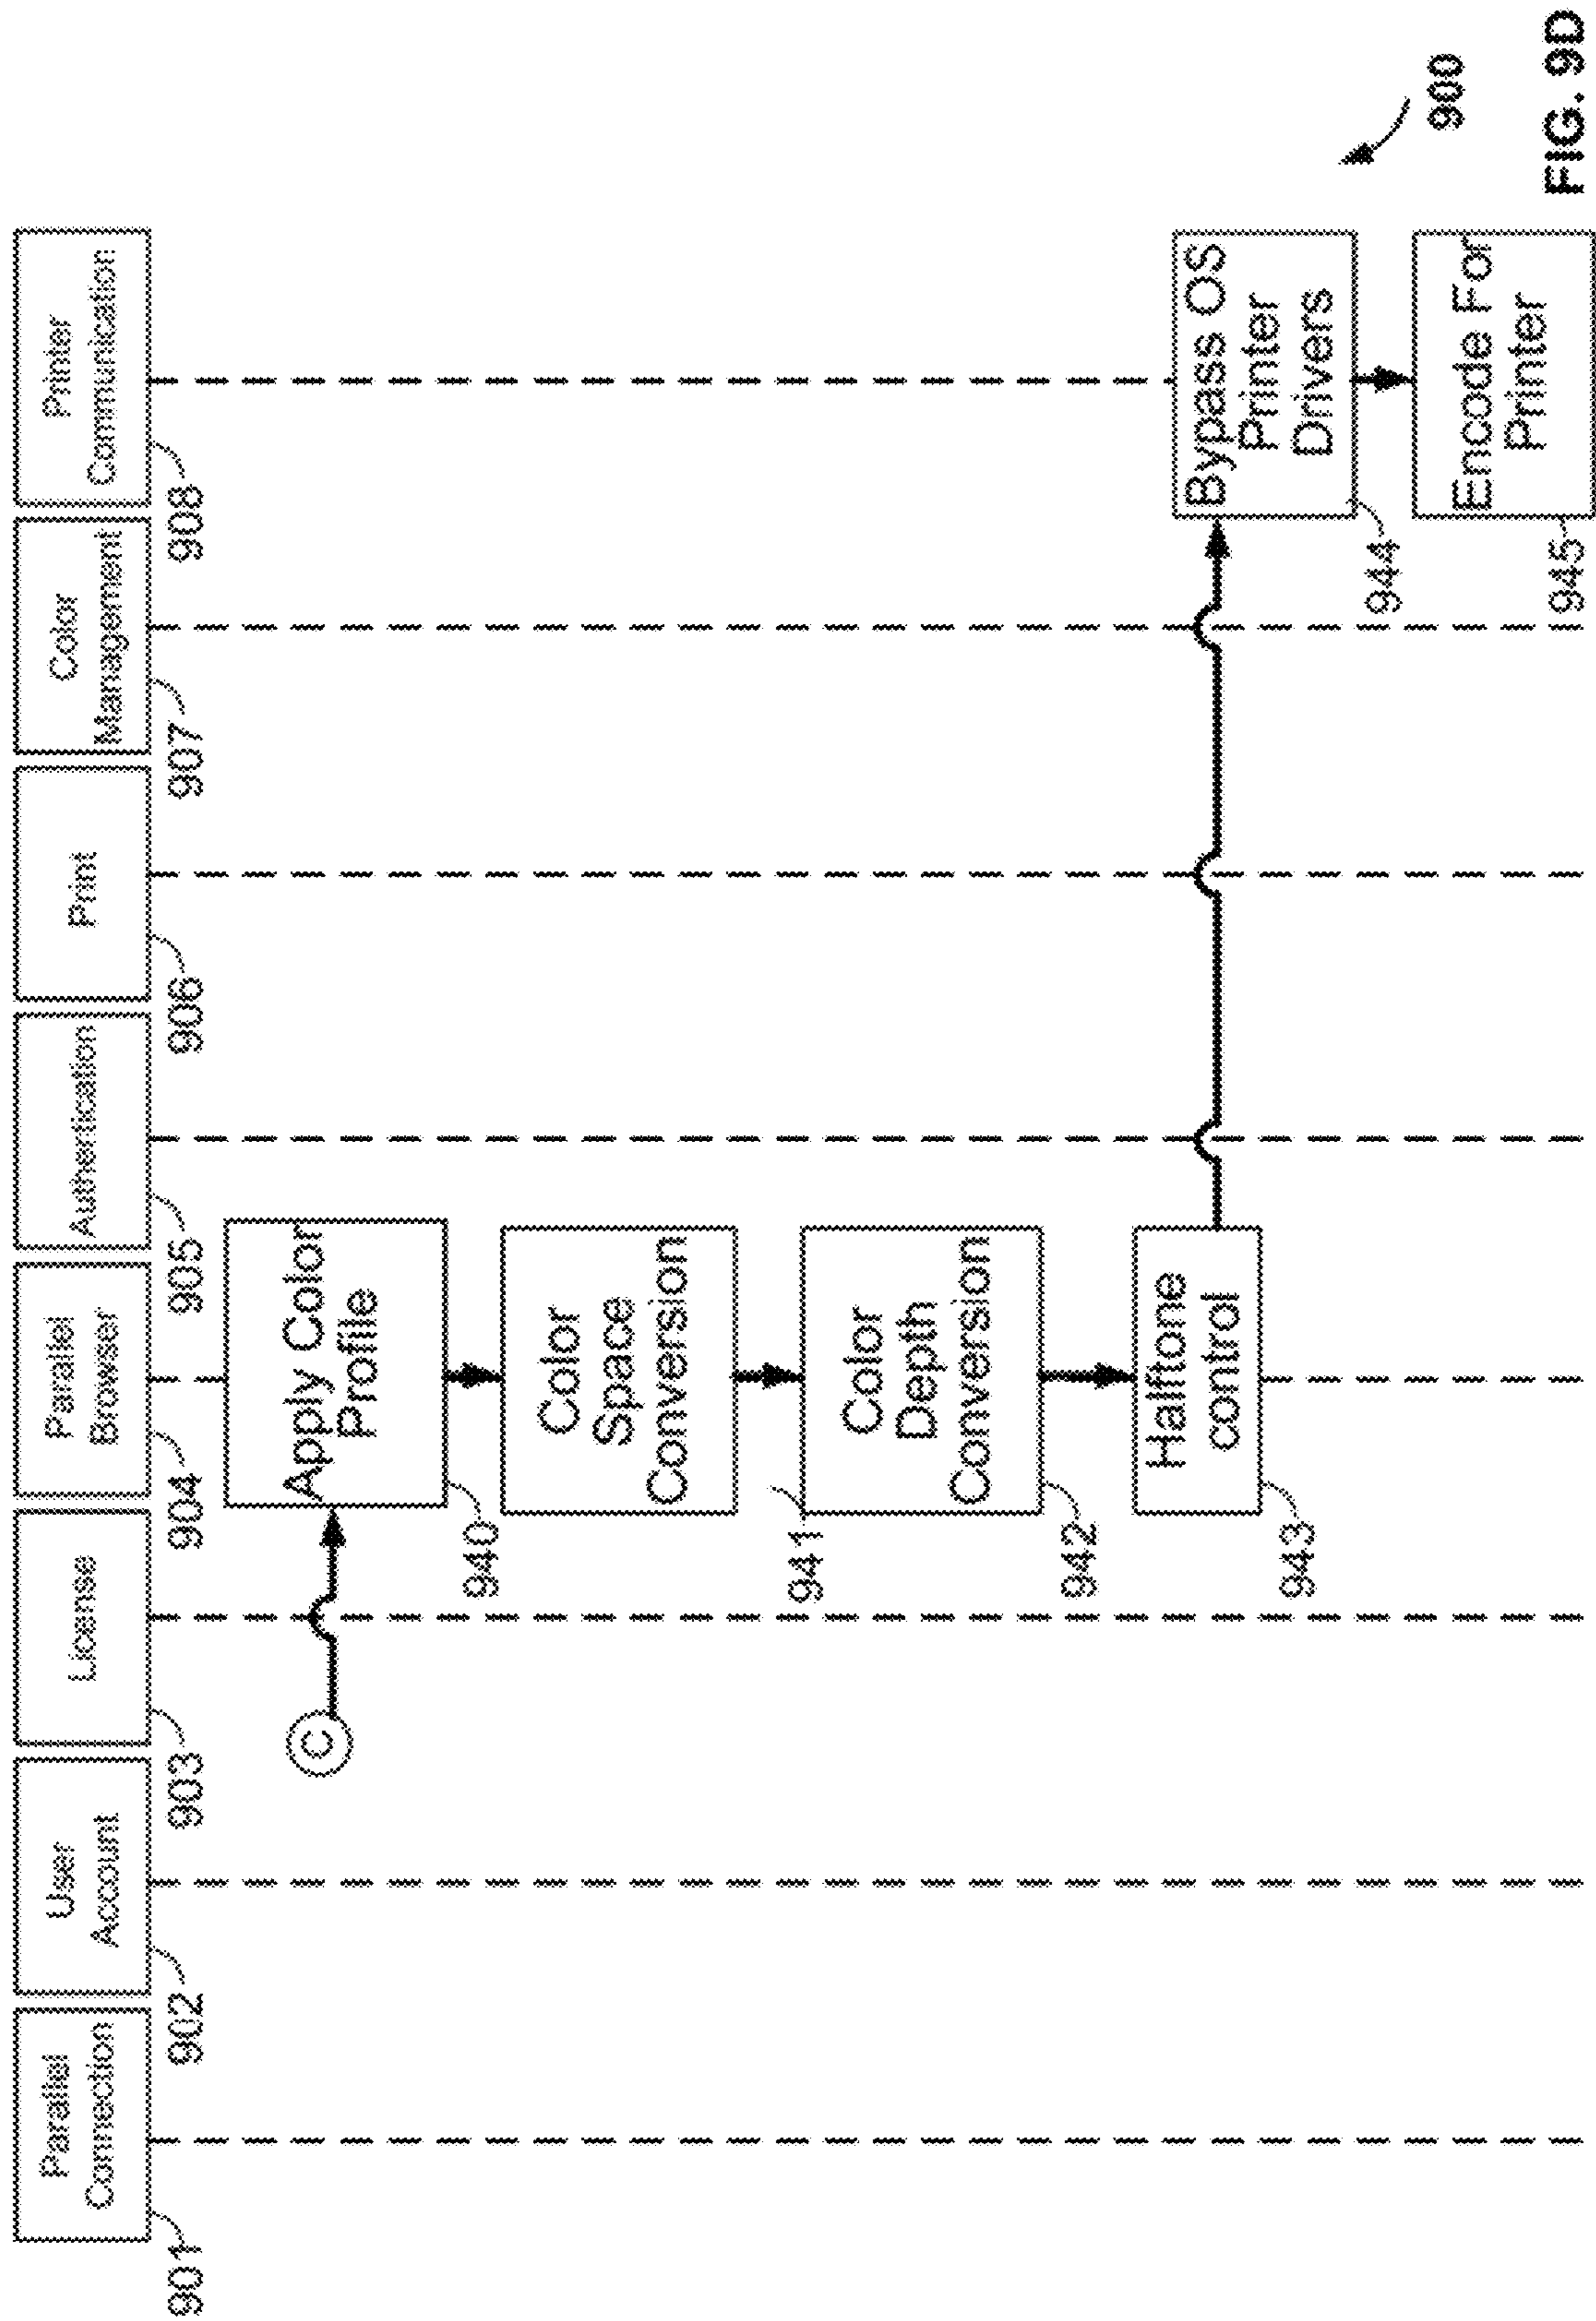 Parallel
Connection
User
Account
License
Parallel
Browser
Authentication
Print
Color
Management
Printer
Communication
901
902
903
904
905
906
907
908
C
Apply Color
Profile
940
Color
Space
Conversion
941
Color
Depth
Conversion
942
Halftone
control
943
Bypass OS
Printer
Drivers
944
Encode For
Printer
945
900
FIG. 9D